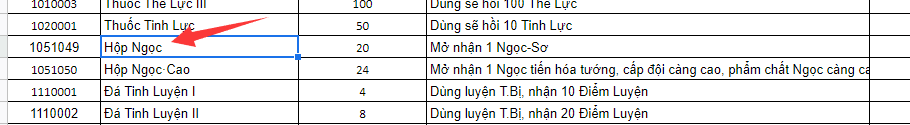 1010003 Thuốc Thể Lực III 100 Dùng sẽ hồi 100 Thể Lực
1020001 Thuốc Tinh Lực 50 Dùng sẽ hồi 10 Tinh Lực
1051049 Hộp Ngọc 20 Mở nhận 1 Ngọc-Sơ
1051050 Hộp Ngọc·Cao 24 Mở nhận 1 Ngọc tiến hóa tướng, cấp đội càng cao, phẩm chất Ngọc càng ca
1110001 Đá Tinh Luyện I 4 Dùng luyện T.Bị, nhận 10 Điểm Luyện
1110002 Đá Tinh Luyện II 8 Dùng luyện T.Bị, nhận 20 Điểm Luyện